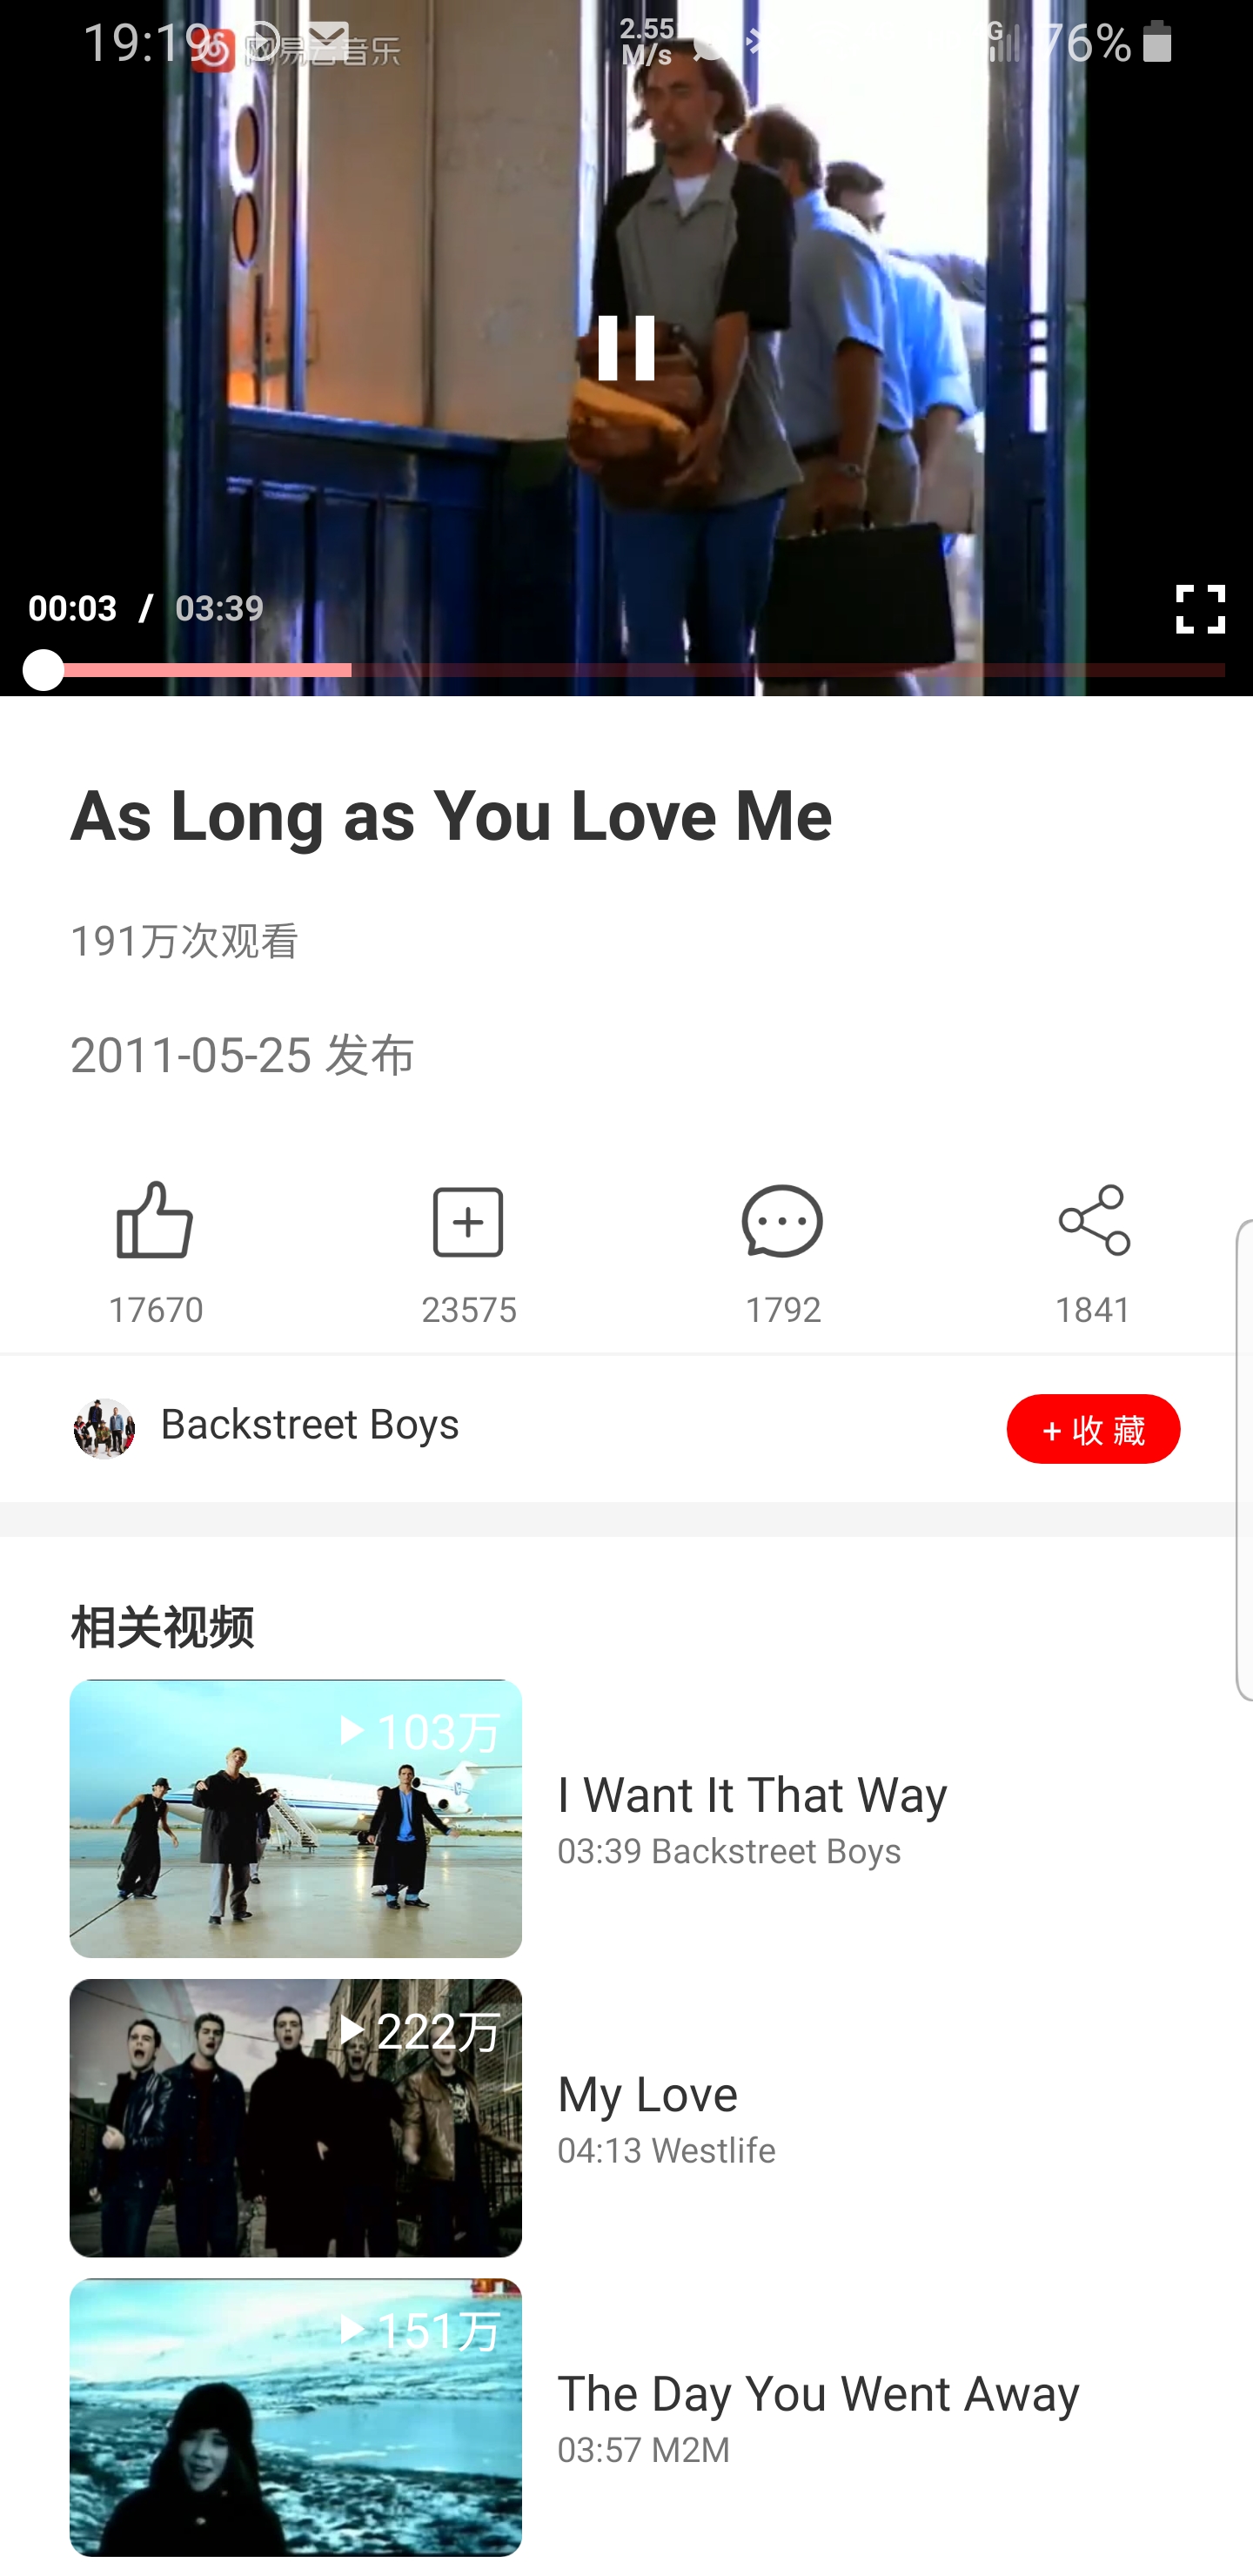 19:19
网易云音乐
2.55
M/s
G
76%
00:03 / 03:39
As Long as You Love Me
191万次观看
2011-05-25 发布
17670 23575 1792 1841
Backstreet Boys
+ 收 藏
相关视频
103万
I Want It That Way
03:39 Backstreet Boys
222万
My Love
04:13 Westlife
151万
The Day You Went Away
03:57 M2M